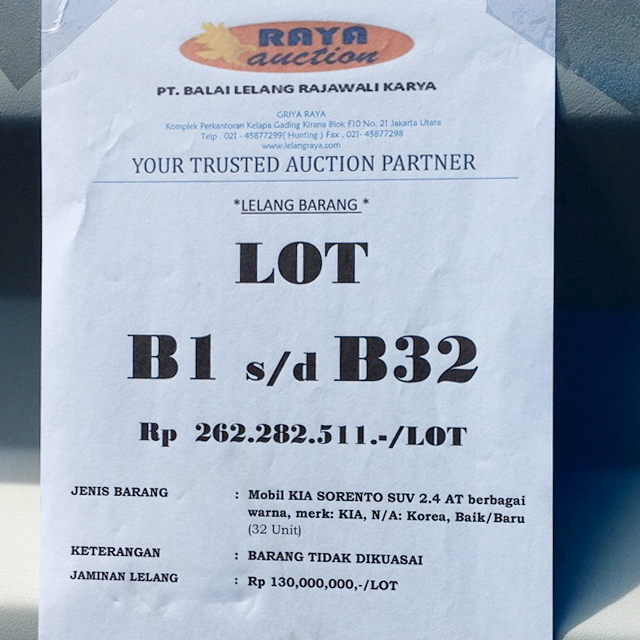 RAYA
auction
PT. BALAI LELANG RAJAWALI KARYA
GRIYA RAYA
Komplek Perkantoran Kelapa Gading Kirana Blok F10 No. 21 Jakarta Utara
Telp . 021 - 45877299( Hunting ) Fax . 021- 45877298
www.lelangraya.com
YOUR TRUSTED AUCTION PARTNER
*LELANG BARANG *
LOT
B1 s/d B32
Rp 262.282.511.-/LOT
JENIS BARANG : Mobil KIA SORENTO SUV 2.4 AT berbagai
warna, merk: KIA, N/A: Korea, Baik/Baru
(32 Unit)
KETERANGAN : BARANG TIDAK DIKUASAI
JAMINAN LELANG : Rp 130,000,000,-/LOT